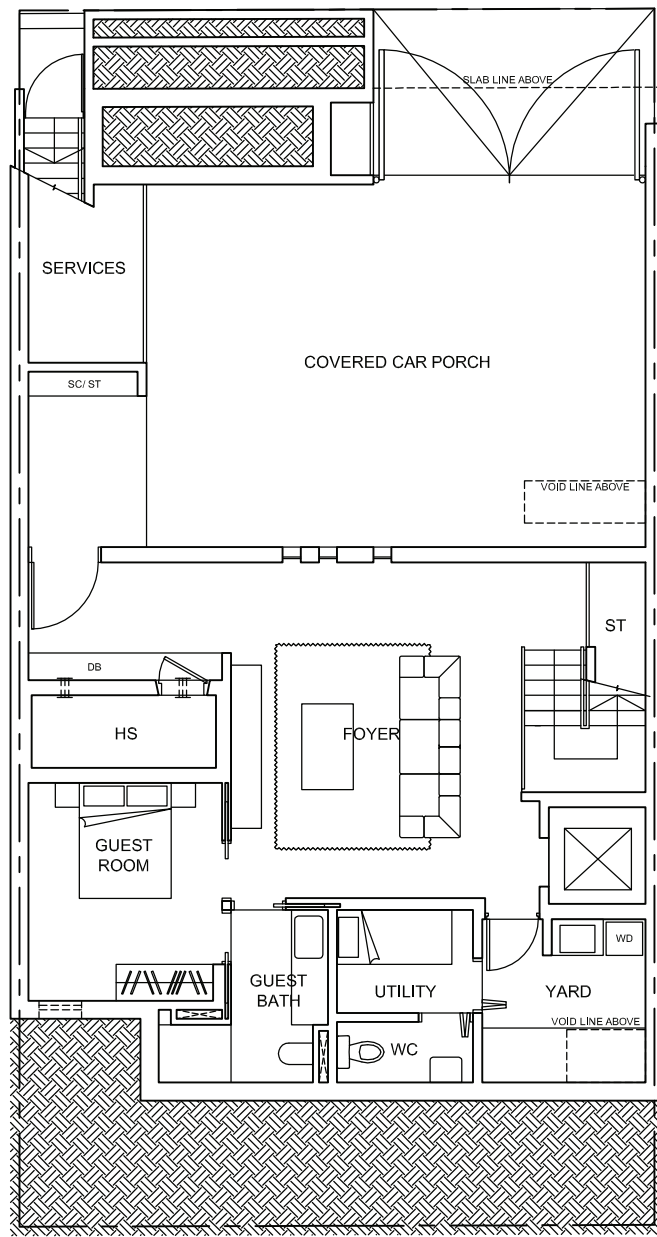 SLAB LINE ABOVE
SERVICES
COVERED CAR PORCH
SC/ ST
VOID LINE ABOVE
ST
DB
HS
FOYER
GUEST
ROOM
WD
GUEST
BATH
UTILITY
YARD
VOID LINE ABOVE
WC